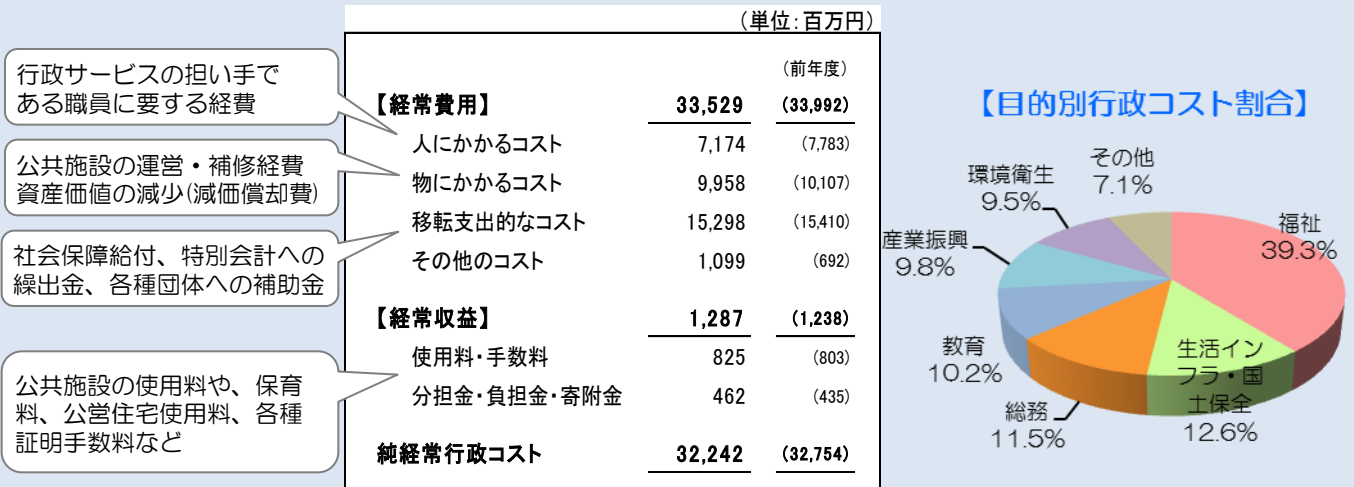 （単位：百万円）
行政サービスの担い手で
ある職員に要する経費
公共施設の運営・補修経費
資産価値の減少(減価償却費)
社会保障給付、特別会計への
繰出金、各種団体への補助金
公共施設の使用料や、保育
料、公営住宅使用料、各種
証明手数料など
（前年度）
【経常費用】 33,529 (33,992)
人にかかるコスト 7,174 (7,783)
物にかかるコスト 9,958 (10,107)
移転支出的なコスト 15,298 (15,410)
その他のコスト 1,099 (692)
【経常収益】 1,287 (1,238)
使用料・手数料 825 (803)
分担金・負担金・寄附金 462 (435)
純経常行政コスト 32,242 (32,754)
【目的別行政コスト割合】
福祉
39.3%
生活イン
フラ・国
土保全
12.6%
総務
11.5%
教育
10.2%
産業振興
9.8%
環境衛生
9.5%
その他
7.1%